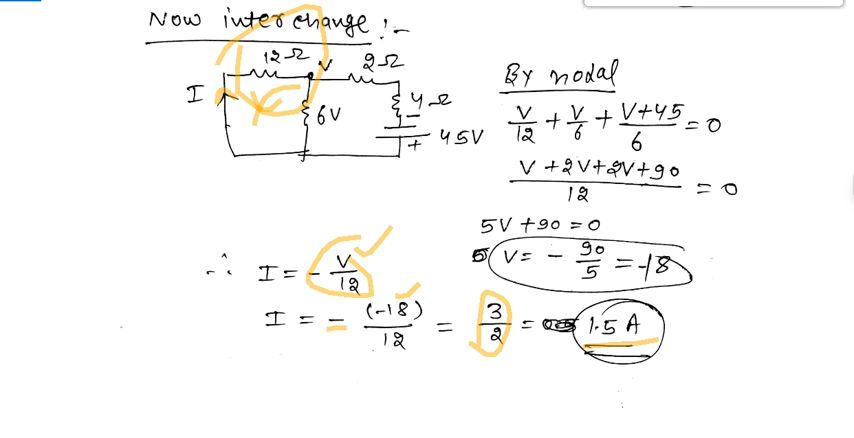 Now interchange :-
12Ω V 2Ω
I
4Ω
6V
- 
+ 45V
By nodal
V/12 + V/6 + V+45/6 = 0
V+2V+2V+90/12 = 0
5V+90=0
V = - 90/5 = -18
∴ I = - V/12
I = - (-18)/12 = 3/2 = 1.5 A